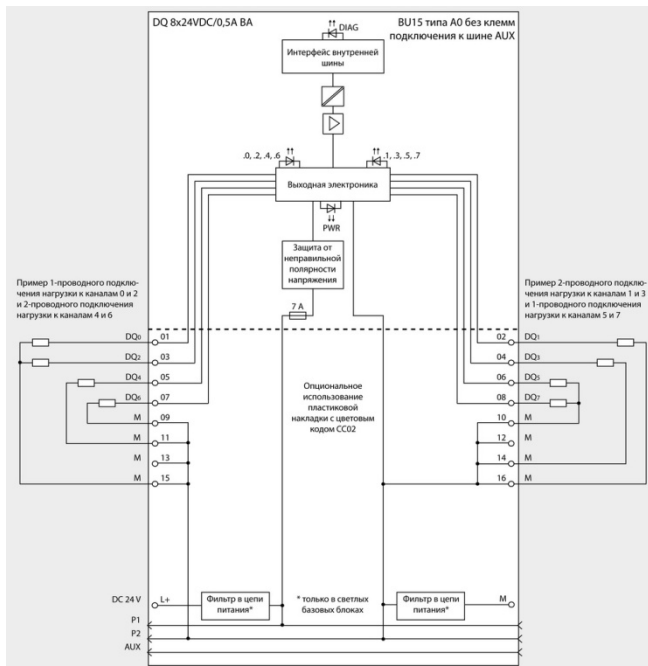 DQ 8x24VDC/0,5A BA
BU15 типа A0 без клемм
подключения к шине AUX
DIAG
Интерфейс внутренней
шины
.0, .2, .4, .6
.1, .3, .5, .7
Выходная электроника
PWR
Защита от
неправильной
полярности
напряжения
7 A
Пример 1-проводного подклю-
чения нагрузки к каналам 0 и 2
и 2-проводного подключения
нагрузки к каналам 4 и 6
Пример 2-проводного подклю-
чения нагрузки к каналам 1 и 3
и 1-проводного подключения
нагрузки к каналам 5 и 7
DQ0 01
DQ2 03
DQ4 05
DQ6 07
M 09
M 11
M 13
M 15
Опциональное
использование
пластиковой
накладки с цветовым
кодом CC02
02 DQ1
04 DQ3
06 DQ5
08 DQ7
10 M
12 M
14 M
16 M
DC 24 V L+
Фильтр в цепи
питания*
* только в светлых
базовых блоках
Фильтр в цепи
питания*
M
P1
P2
AUX